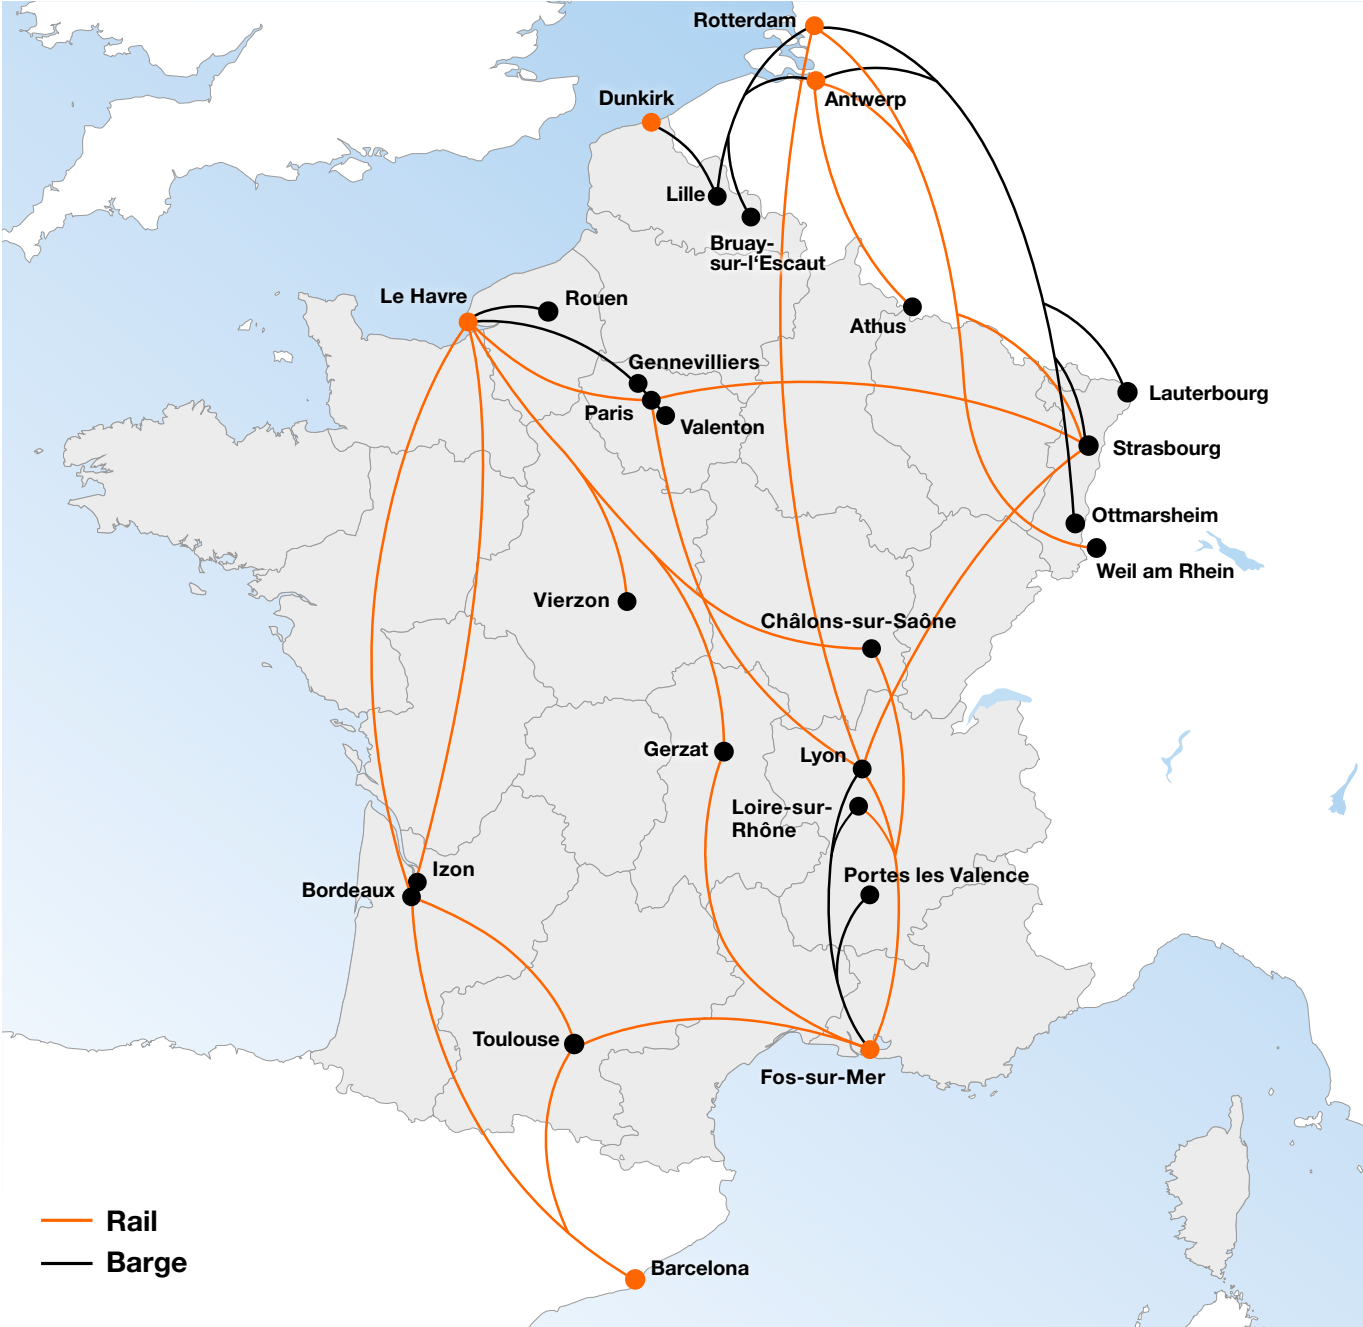 Rotterdam
Antwerp
Dunkirk
Lille
Bruay-
sur-l‘Escaut
Le Havre
Rouen
Athus
Gennevilliers
Paris
Valenton
Lauterbourg
Strasbourg
Ottmarsheim
Weil am Rhein
Vierzon
Châlons-sur-Saône
Gerzat
Lyon
Loire-sur-
Rhône
Izon
Bordeaux
Portes les Valence
Toulouse
Fos-sur-Mer
Rail
Barge
Barcelona